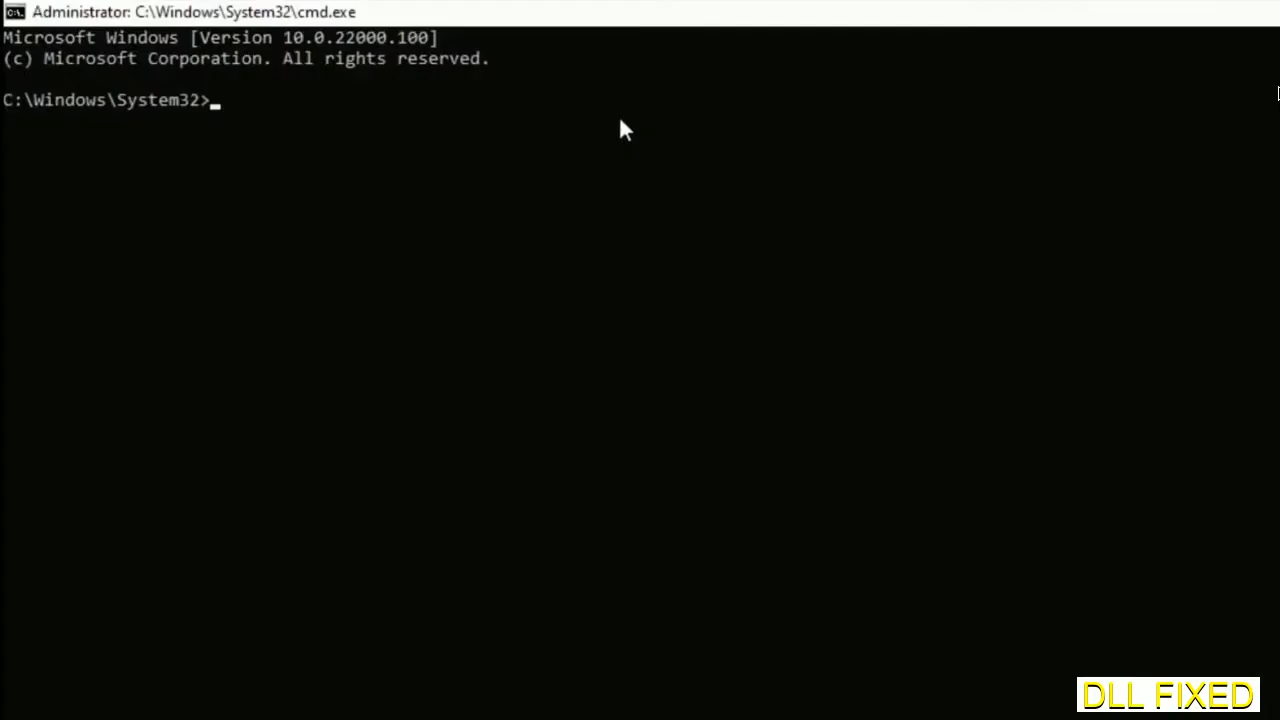 Administrator: C:\Windows\System32\cmd.exe
Microsoft Windows [Version 10.0.22000.100]
(c) Microsoft Corporation. All rights reserved.
C:\Windows\System32>
DLL FIXED